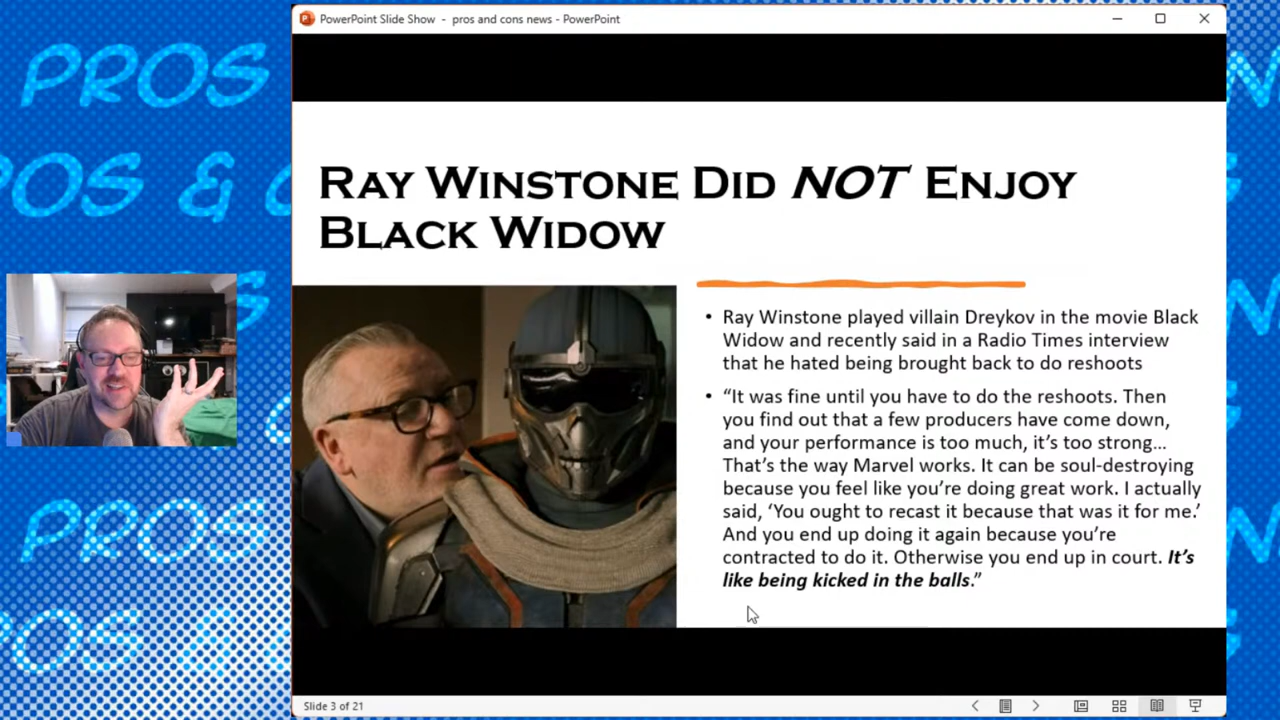 PowerPoint Slide Show - pros and cons news - PowerPoint
PROS
POS & C
PROS
POS
Ray Winstone Did NOT Enjoy
Black Widow
• Ray Winstone played villain Dreykov in the movie Black
Widow and recently said in a Radio Times interview
that he hated being brought back to do reshoots
• “It was fine until you have to do the reshoots. Then
you find out that a few producers have come down,
and your performance is too much, it’s too strong…
That’s the way Marvel works. It can be soul-destroying
because you feel like you’re doing great work. I actually
said, ‘You ought to recast it because that was it for me.’
And you end up doing it again because you’re
contracted to do it. Otherwise you end up in court. It’s
like being kicked in the balls.”
Slide 3 of 21